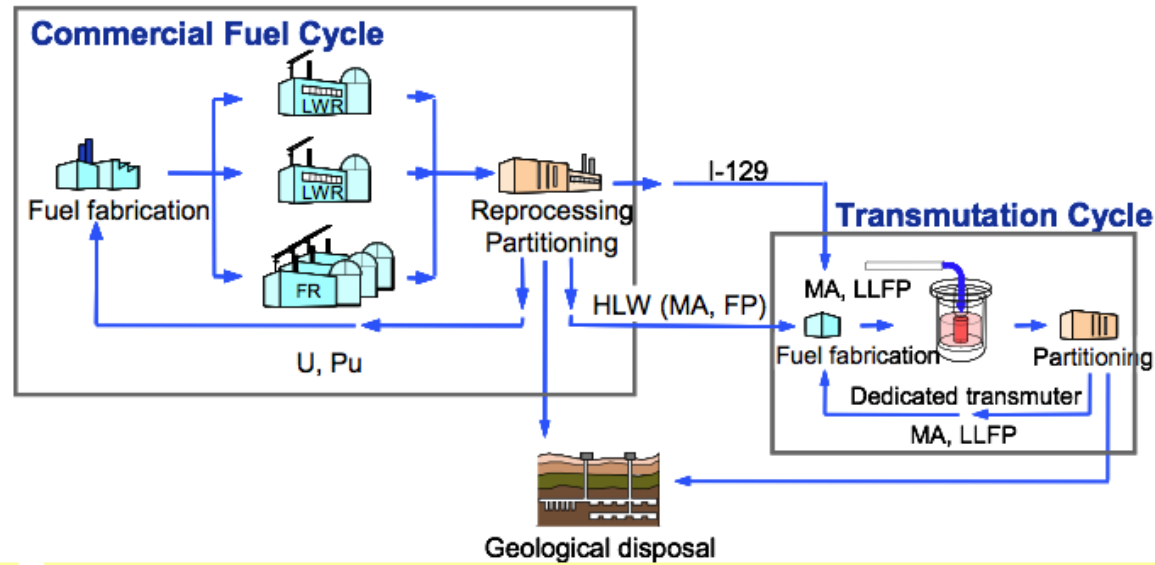 Commercial Fuel Cycle
LWR
LWR
FR
Fuel fabrication
Reprocessing
Partitioning
U, Pu
I-129
HLW (MA, FP)
Transmutation Cycle
MA, LLFP
Fuel fabrication
Partitioning
Dedicated transmuter
MA, LLFP
Geological disposal